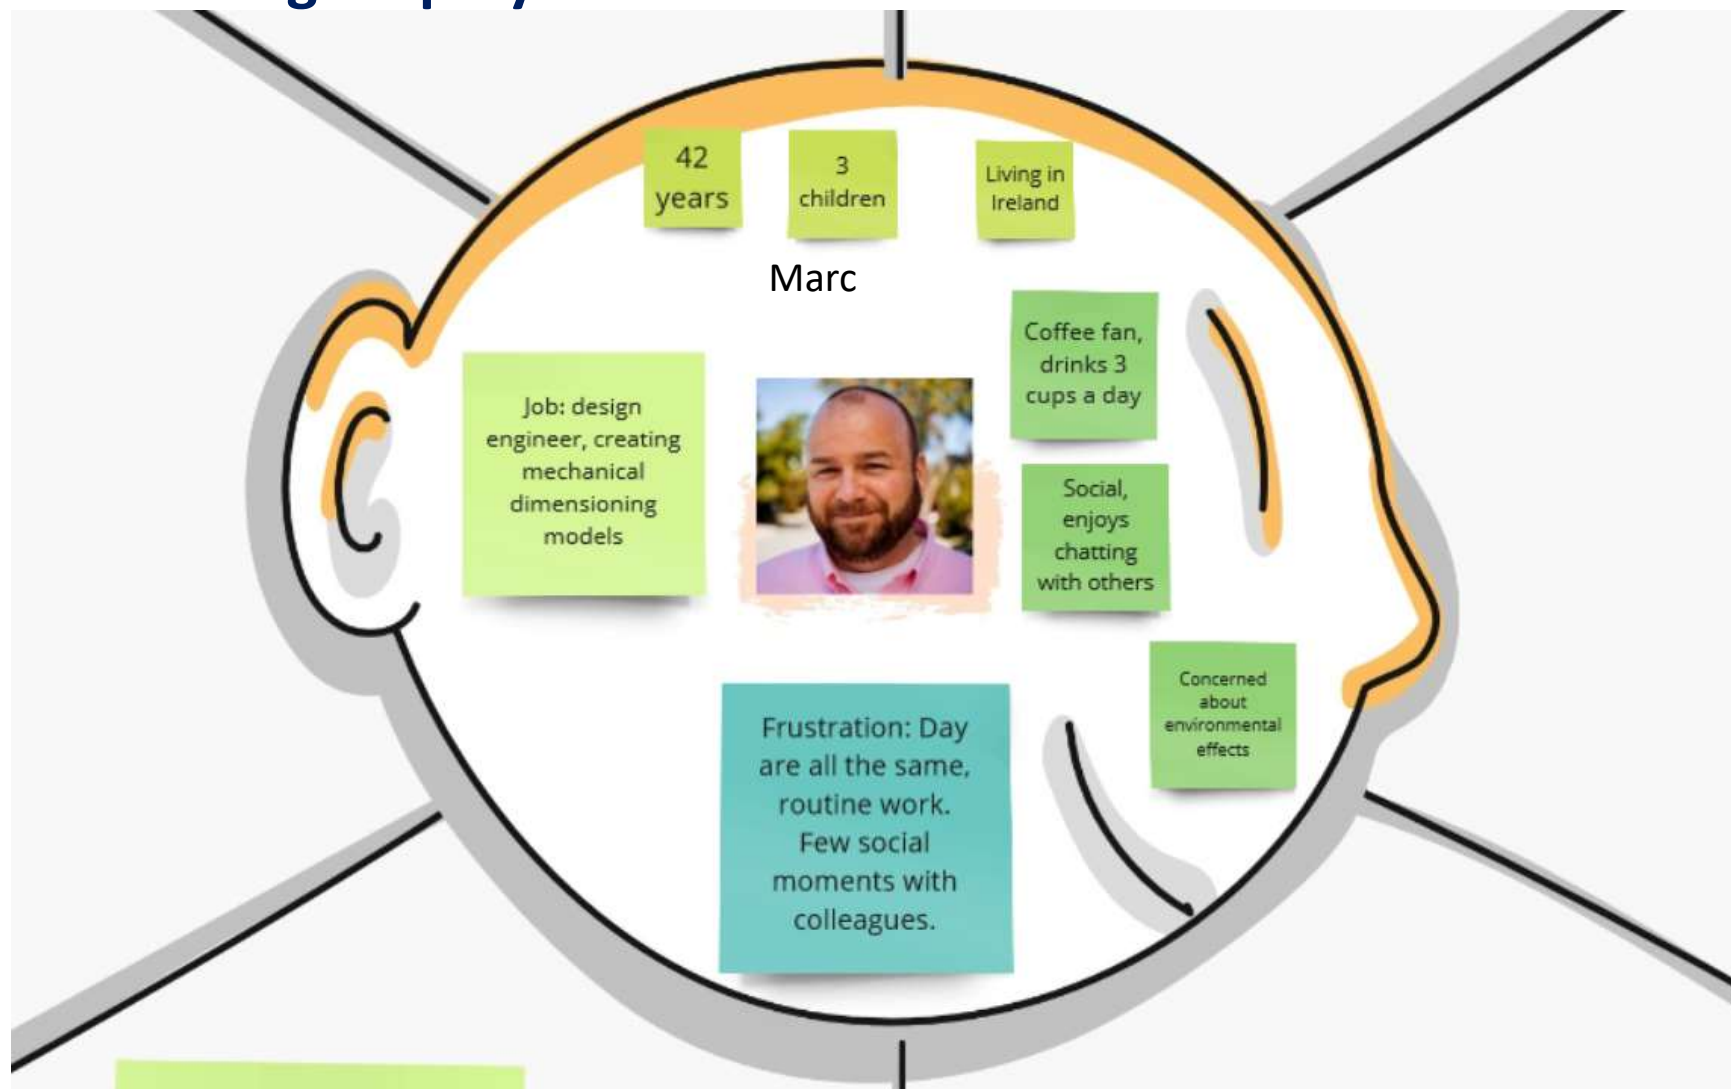 42
years
3
children
Living in
Ireland
Marc
Coffee fan,
drinks 3
cups a day
Job: design
engineer, creating
mechanical
dimensioning
models
Social,
enjoys
chatting
with others
Concerned
about
environmental
effects
Frustration: Day
are all the same,
routine work.
Few social
moments with
colleagues.